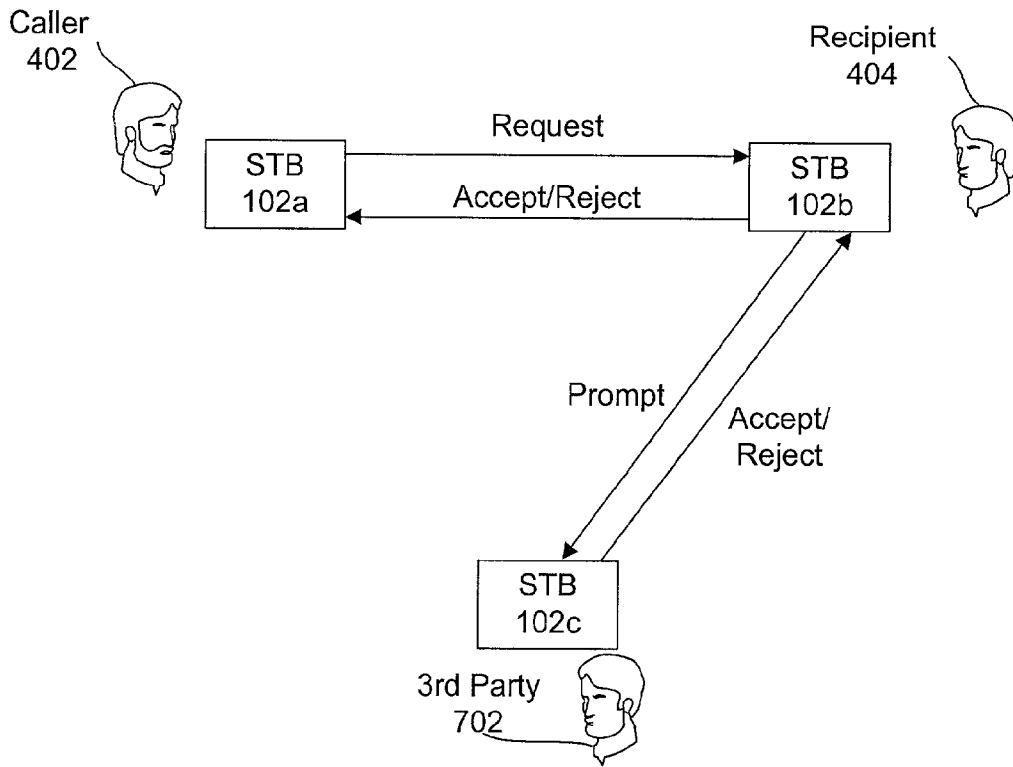 Caller
402
Recipient
404
Request
STB
102a
STB
102b
Accept/Reject
Prompt
Accept/
Reject
STB
102c
3rd Party
702